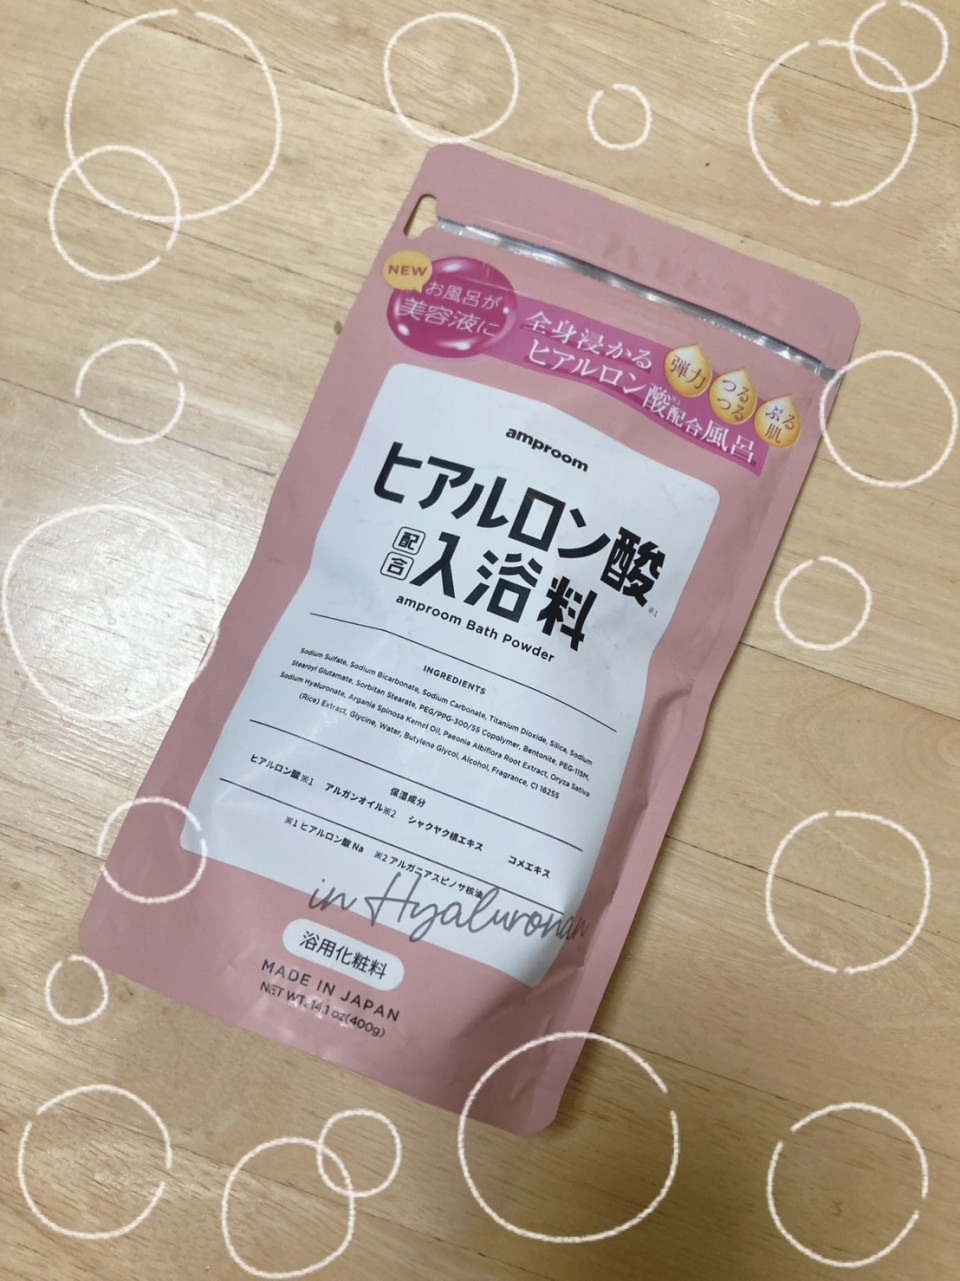 NEW
お風呂が
美容液に
全身浸かる
ヒアルロン酸※1配合風呂
弾力
つる
つる
ぷる
肌
amproom
ヒアルロン酸※1
配合
入浴料
amproom Bath Powder
INGREDIENTS
Sodium Sulfate, Sodium Bicarbonate, Sodium Carbonate, Titanium Dioxide, Silica, Sodium
Stearoyl Glutamate, Sorbitan Stearate, PEG/PPG-300/55 Copolymer, Bentonite, PEG-115M,
Sodium Hyaluronate, Argania Spinosa Kernel Oil, Paeonia Albiflora Root Extract, Oryza Sativa
(Rice) Extract, Glycine, Water, Butylene Glycol, Alcohol, Fragrance, CI 16255
保湿成分
ヒアルロン酸※1 アルガンオイル※2 シャクヤク根エキス コメエキス
※1 ヒアルロン酸Na ※2 アルガニアスピノサ核油
in Hyaluronan
浴用化粧料
MADE IN JAPAN
NET WT. 14.1 oz(400g)